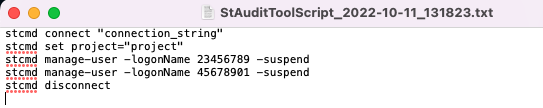 StAuditToolScript_2022-10-11_131823.txt
stcmd connect "connection_string"
stcmd set project="project"
stcmd manage-user –logonName 23456789 –suspend
stcmd manage-user –logonName 45678901 –suspend
stcmd disconnect